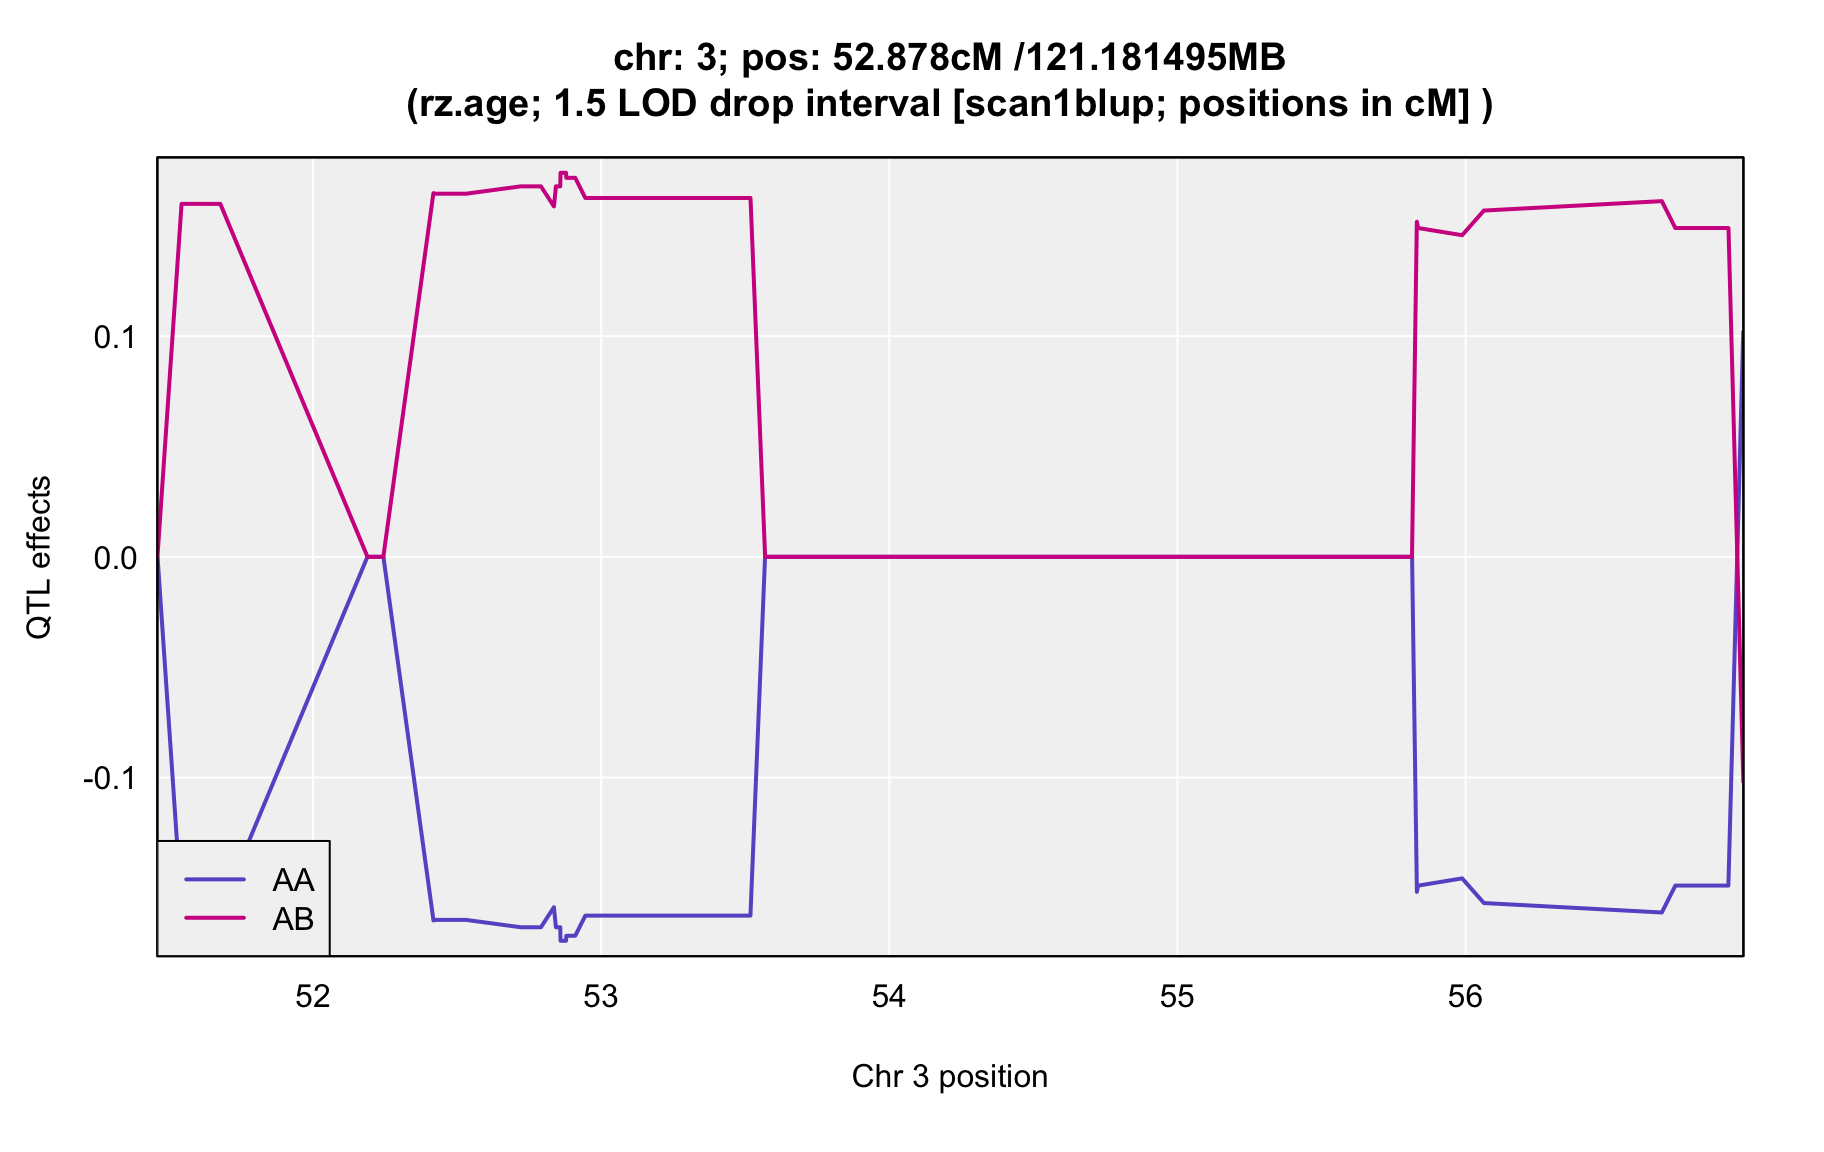 chr: 3; pos: 52.878cM /121.181495MB
(rz.age; 1.5 LOD drop interval [scan1blup; positions in cM] )
QTL effects
0.1
0.0
-0.1
AA
AB
52 53 54 55 56
Chr 3 position